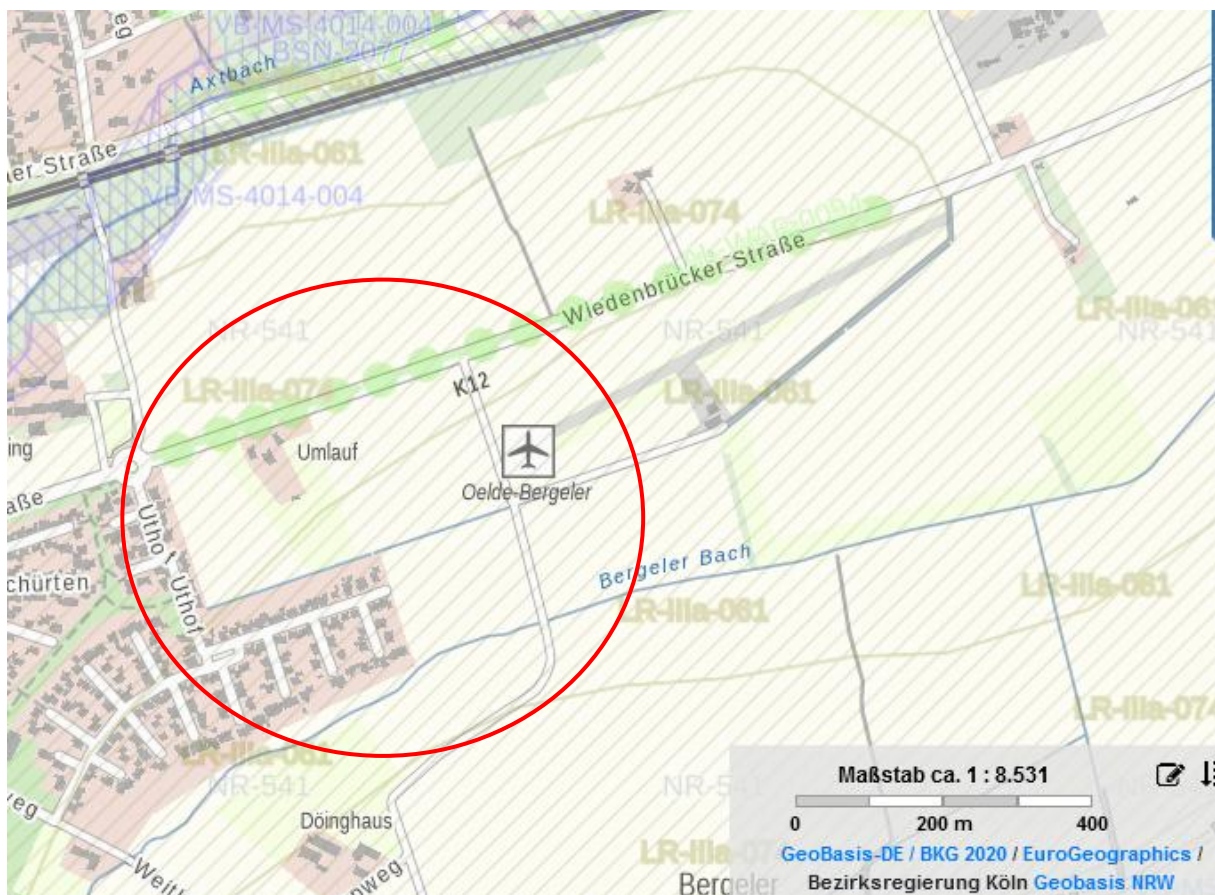 VB-MS-4014-004
BSN-2077
eg
Axtbach
er Straße
LR-IIIa-061
VB-MS-4014-004
LR-IIIa-074
Wiedenbrücker Straße
LR-IIIa-061
NR-541
NR-541
NR-541
LR-IIIa-074
K12
LR-IIIa-061
ing
Umlauf
Oelde-Bergeler
aße
Uthof
Bergeler Bach
chürten
Uthof
LR-IIIa-061
LR-IIIa-061
LR-IIIa-074
LR-IIIa-061
NR-541
Döinghaus
weg
Weit
pweg
Bergeler
Maßstab ca. 1 : 8.531
0 200 m 400
GeoBasis-DE / BKG 2020 / EuroGeographics /
Bezirksregierung Köln Geobasis NRW